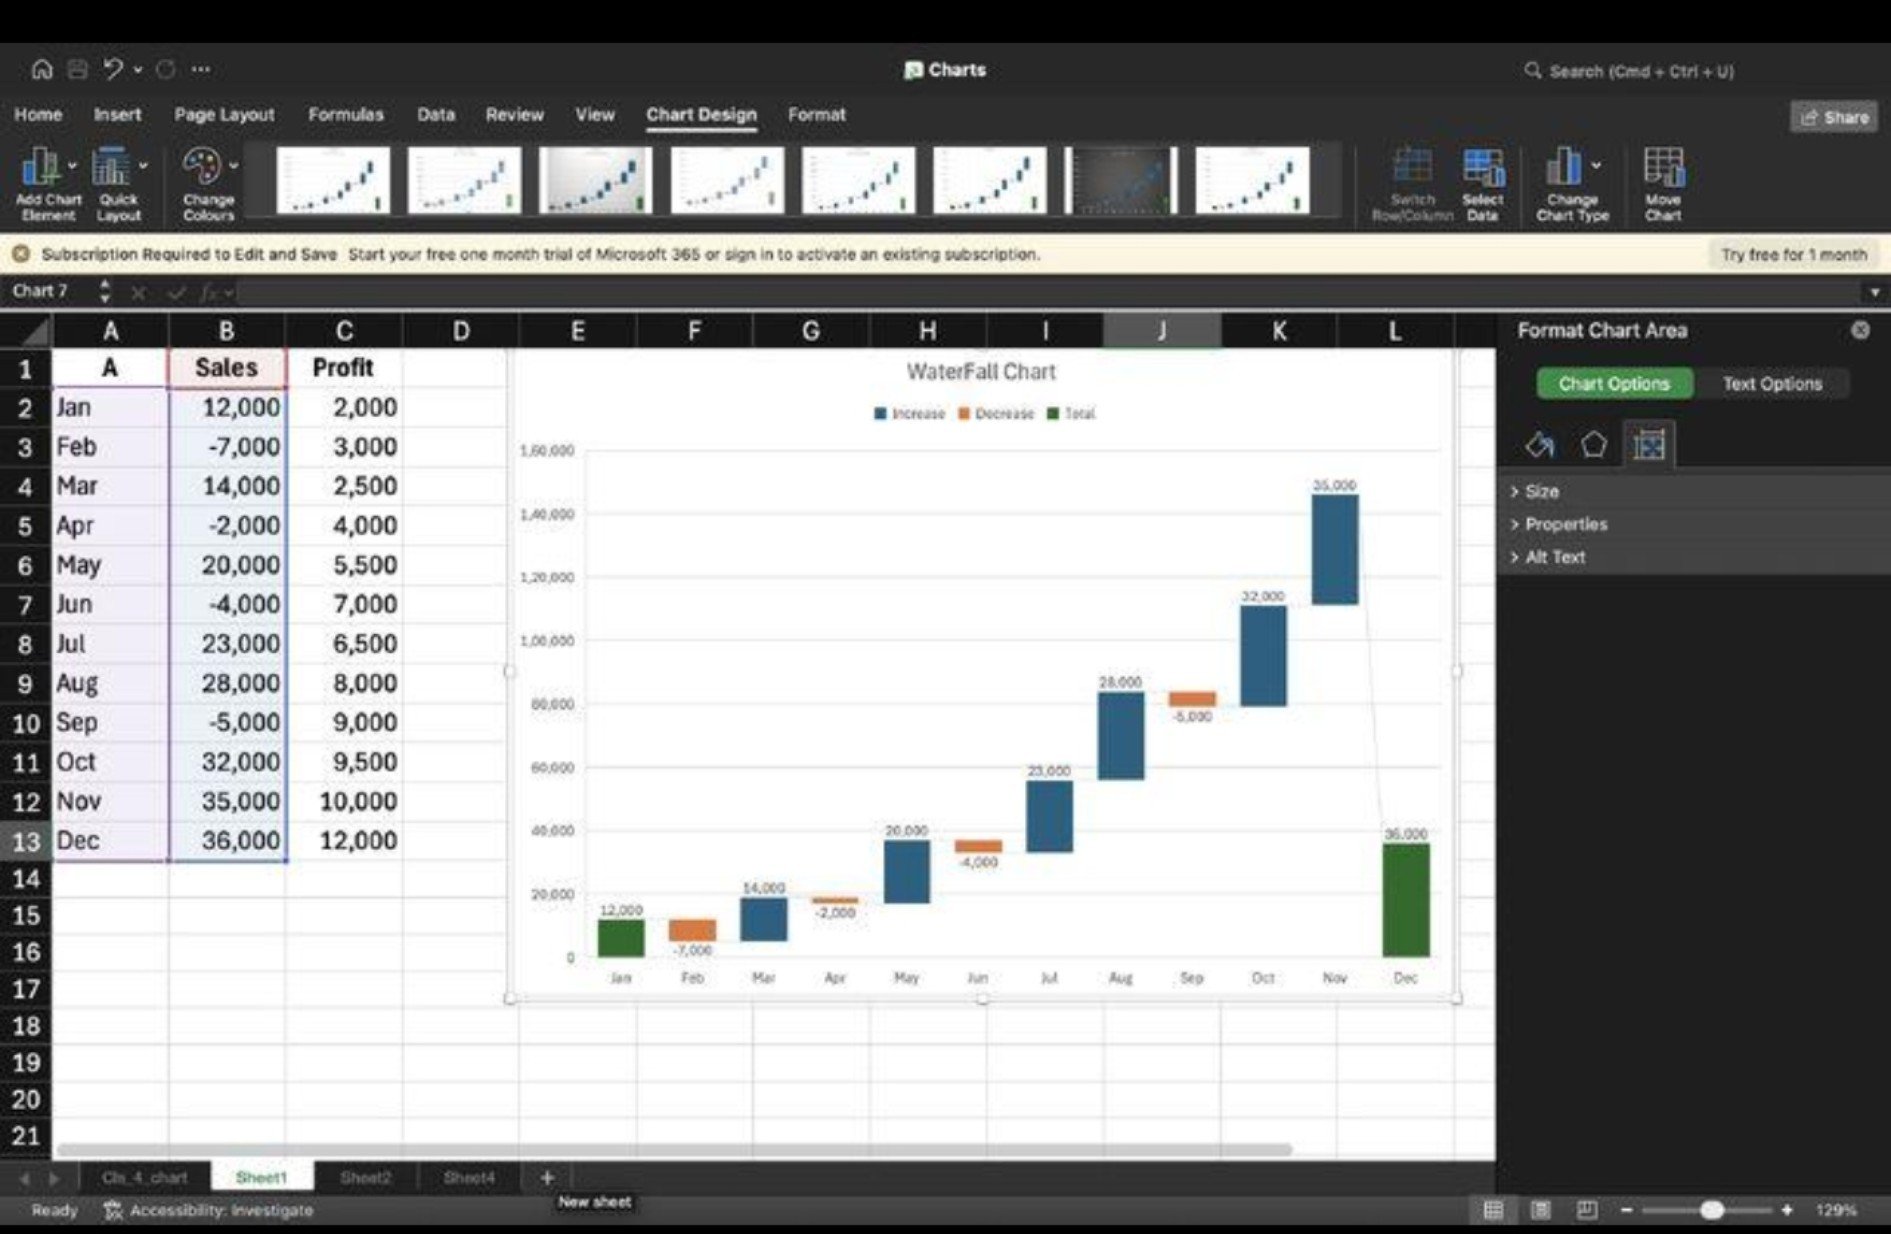 Charts
Search (Cmd + Ctrl + U)
Home Insert Page Layout Formulas Data Review View Chart Design Format
Share
Add Chart Element
Quick Layout
Change Colours
Switch Row/Column
Select Data
Change Chart Type
Move Chart
Subscription Required to Edit and Save Start your free one month trial of Microsoft 365 or sign in to activate an existing subscription.
Try free for 1 month
Chart 7
fx
A B C D E F G H I J K L
1 A Sales Profit
2 Jan 12,000 2,000
3 Feb -7,000 3,000
4 Mar 14,000 2,500
5 Apr -2,000 4,000
6 May 20,000 5,500
7 Jun -4,000 7,000
8 Jul 23,000 6,500
9 Aug 28,000 8,000
10 Sep -5,000 9,000
11 Oct 32,000 9,500
12 Nov 35,000 10,000
13 Dec 36,000 12,000
14
15
16
17
18
19
20
21
WaterFall Chart
Increase Decrease Total
1,60,000
1,40,000
1,20,000
1,00,000
80,000
60,000
40,000
20,000
0
12,000
-7,000
14,000
-2,000
20,000
-4,000
23,000
28,000
-5,000
32,000
35,000
36,000
Jan Feb Mar Apr May Jun Jul Aug Sep Oct Nov Dec
Format Chart Area
Chart Options Text Options
Size
Properties
Alt Text
Cls_4_chart Sheet1 Sheet2 Sheet4 +
New sheet
Ready Accessibility: Investigate
129%